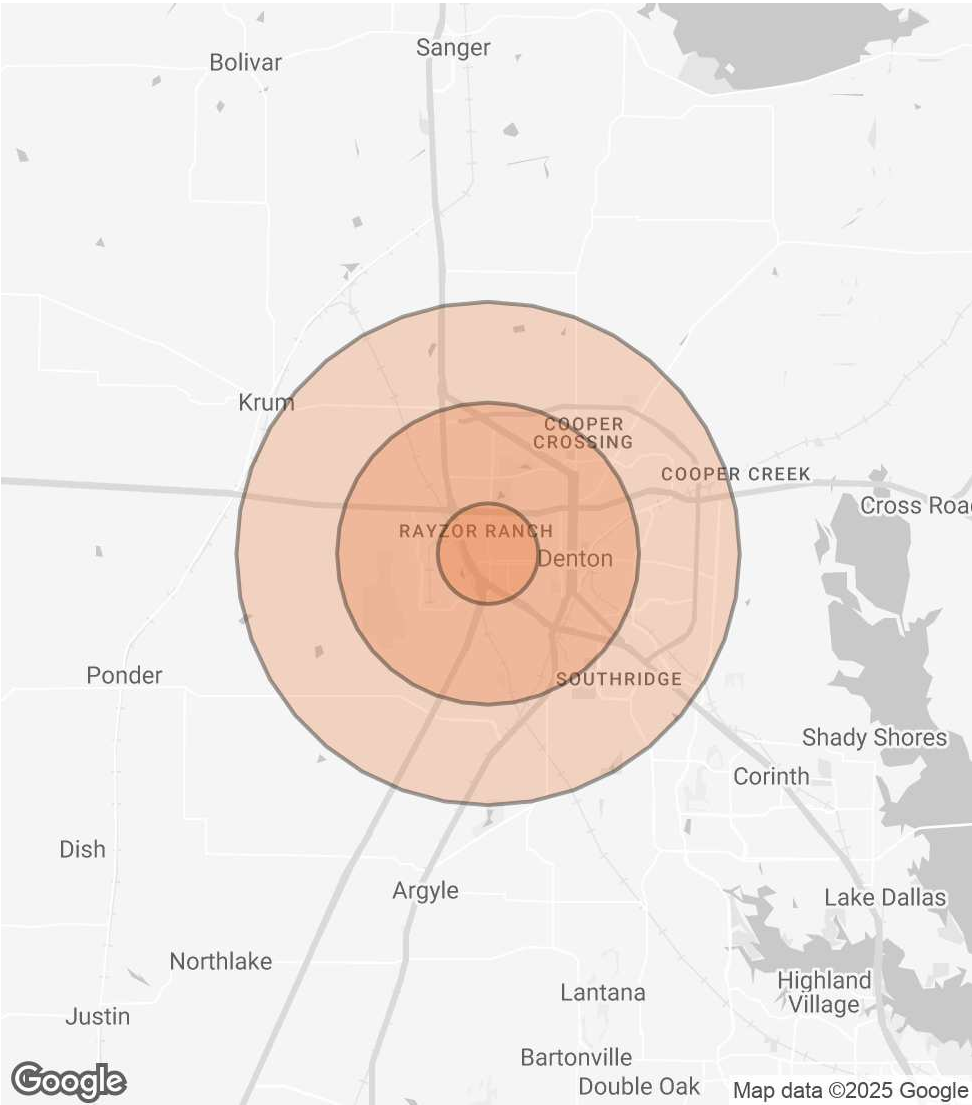 Sanger
Bolivar
Krum
COOPER
CROSSING
COOPER CREEK
Cross Roa
RAYZOR RANCH
Denton
Ponder
SOUTHRIDGE
Shady Shores
Corinth
Dish
Argyle
Lake Dallas
Northlake
Highland
Village
Lantana
Justin
Bartonville
Double Oak
Google
Map data ©2025 Google